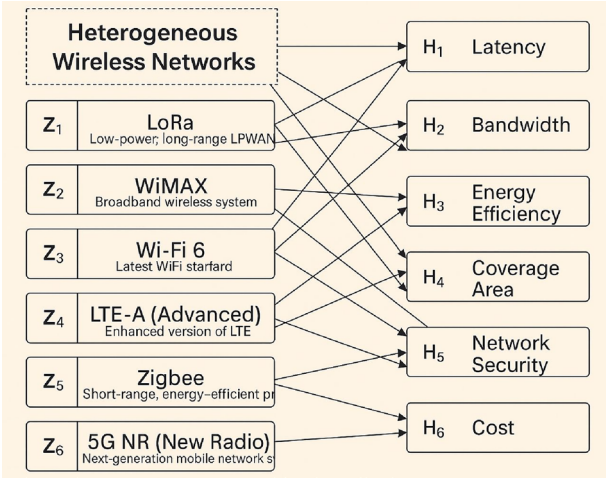 Heterogeneous
Wireless Networks
Z1 LoRa
Low-power; long-range LPWAN
Z2 WiMAX
Broadband wireless system
Z3 Wi-Fi 6
Latest WiFi starfard
Z4 LTE-A (Advanced)
Enhanced version of LTE
Z5 Zigbee
Short-range, energy-efficient pr
Z6 5G NR (New Radio)
Next-generation mobile network s
H1 Latency
H2 Bandwidth
H3 Energy
Efficiency
H4 Coverage
Area
H5 Network
Security
H6 Cost